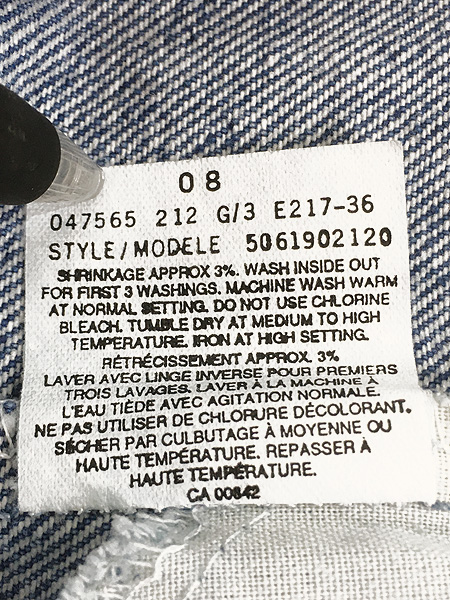 08
047565 212 G/3 E217-36
STYLE/MODELE 5061902120
SHRINKAGE APPROX 3%. WASH INSIDE OUT
FOR FIRST 3 WASHINGS. MACHINE WASH WARM
AT NORMAL SETTING. DO NOT USE CHLORINE
BLEACH. TUMBLE DRY AT MEDIUM TO HIGH
TEMPERATURE. IRON AT HIGH SETTING.
RÉTRÉCISSEMENT APPROX. 3%
LAVER AVEC LINGE INVERSE POUR PREMIERS
TROIS LAVAGES. LAVER À LA MACHINE À
L'EAU TIÈDE AVEC AGITATION NORMALE.
NE PAS UTILISER DE CHLORURE DÉCOLORANT.
SÉCHER PAR CULBUTAGE À MOYENNE OU
HAUTE TEMPÉRATURE. REPASSER À
HAUTE TEMPÉRATURE.
CA 00342